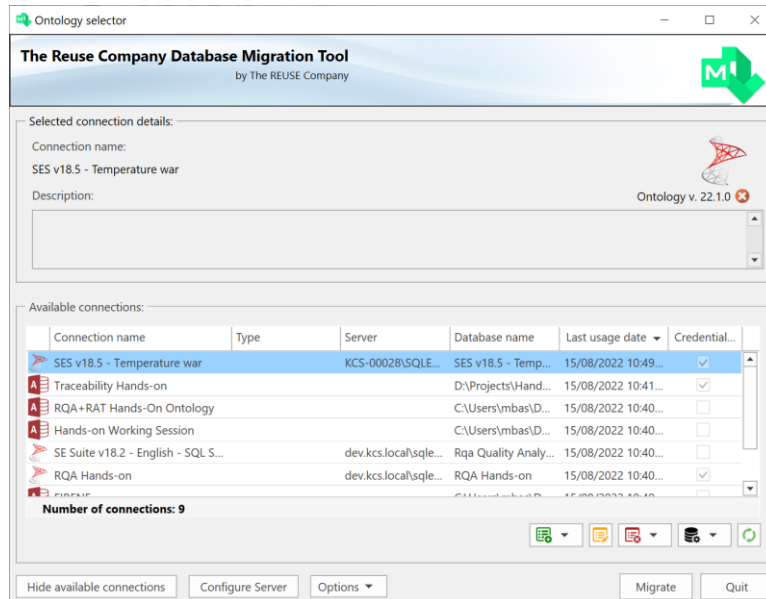 Ontology selector
The Reuse Company Database Migration Tool
by The REUSE Company
Selected connection details:
Connection name:
SES v18.5 - Temperature war
Description:
Ontology v. 22.1.0
Available connections:
Connection name Type Server Database name Last usage date Credential...
SES v18.5 - Temperature war KCS-00028\SQLE... SES v18.5 - Temp... 15/08/2022 10:49...
Traceability Hands-on D:\Projects\Hand... 15/08/2022 10:41...
RQA+RAT Hands-On Ontology C:\Users\mbas\D... 15/08/2022 10:40...
Hands-on Working Session C:\Users\mbas\D... 15/08/2022 10:40...
SE Suite v18.2 - English - SQL S... dev.kcs.local\sqle... Rqa Quality Analy... 15/08/2022 10:40...
RQA Hands-on dev.kcs.local\sqle... RQA Hands-on 15/08/2022 10:40...
Number of connections: 9
Hide available connections Configure Server Options Migrate Quit